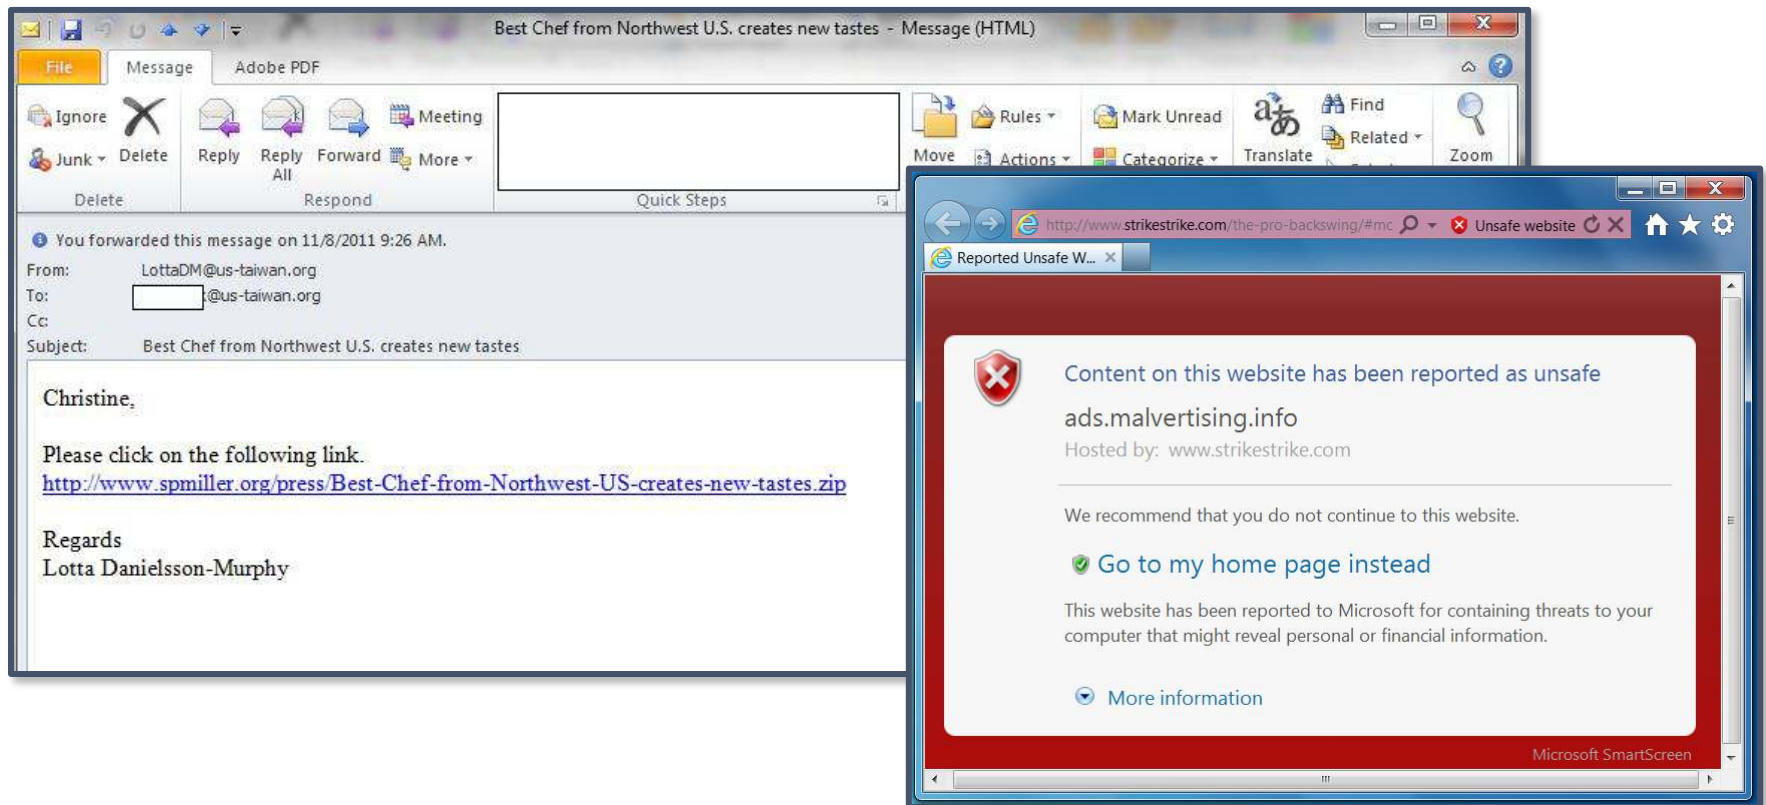 Best Chef from Northwest U.S. creates new tastes - Message (HTML)
File Message Adobe PDF
Ignore Meeting Rules Mark Unread Find
Related
Junk Delete Reply Reply All Forward More Move Actions Categorize Translate Zoom
Delete Respond Quick Steps
You forwarded this message on 11/8/2011 9:26 AM.
From: LottaDM@us-taiwan.org
To: @us-taiwan.org
Cc:
Subject: Best Chef from Northwest U.S. creates new tastes
Christine,
Please click on the following link.
http://www.spmiller.org/press/Best-Chef-from-Northwest-US-creates-new-tastes.zip
Regards
Lotta Danielsson-Murphy
http://www.strikestrike.com/the-pro-backswing/#mc Unsafe website
Reported Unsafe W...
Content on this website has been reported as unsafe
ads.malvertising.info
Hosted by: www.strikestrike.com
We recommend that you do not continue to this website.
Go to my home page instead
This website has been reported to Microsoft for containing threats to your
computer that might reveal personal or financial information.
More information
Microsoft SmartScreen